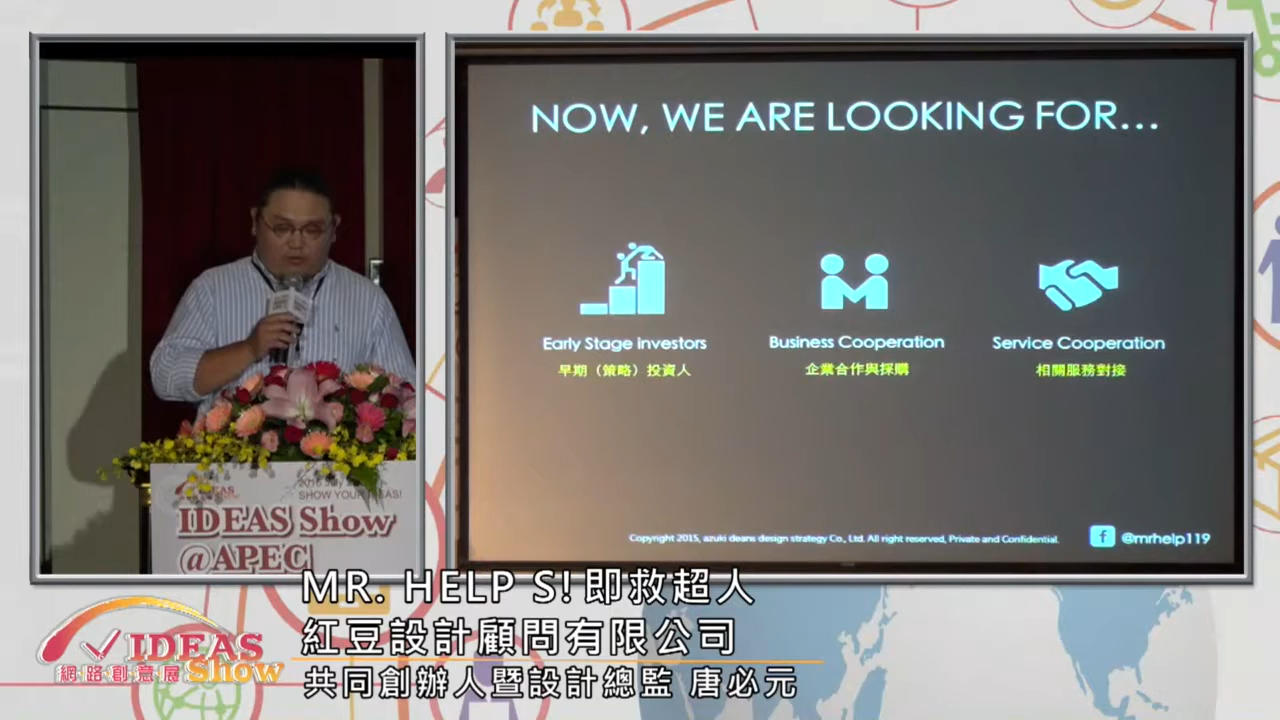 NOW, WE ARE LOOKING FOR...
Early Stage investors
早期（策略）投資人
Business Cooperation
企業合作與採購
Service Cooperation
相關服務對接
Copyright 2015, azuki deans design strategy Co., Ltd. All right reserved, Private and Confidential.
f @mrhelp119
IDEAS Show
SHOW YOUR IDEAS!
IDEAS Show
@APEC
MR. HELP S! 即救超人
紅豆設計顧問有限公司
共同創辦人暨設計總監 唐必元
IDEAS
網路創意展 Show